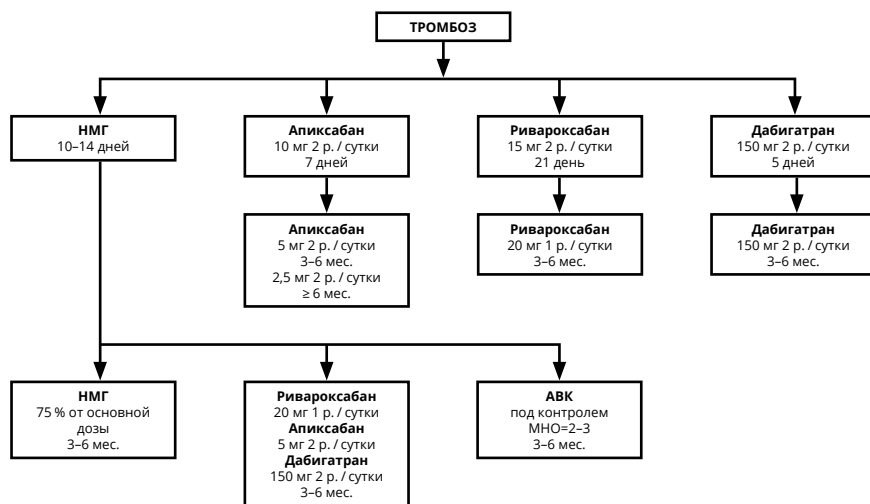 ТРОМБОЗ
НМГ
10–14 дней
Апиксабан
10 мг 2 р. / сутки
7 дней
Ривароксабан
15 мг 2 р. / сутки
21 день
Дабигатран
150 мг 2 р. / сутки
5 дней
Апиксабан
5 мг 2 р. / сутки
3–6 мес.
2,5 мг 2 р. / сутки
≥ 6 мес.
Ривароксабан
20 мг 1 р. / сутки
3–6 мес.
Дабигатран
150 мг 2 р. / сутки
3–6 мес.
НМГ
75 % от основной
дозы
3–6 мес.
Ривароксабан
20 мг 1 р. / сутки
Апиксабан
5 мг 2 р. / сутки
Дабигатран
150 мг 2 р. / сутки
3–6 мес.
АВК
под контролем
МНО=2–3
3–6 мес.